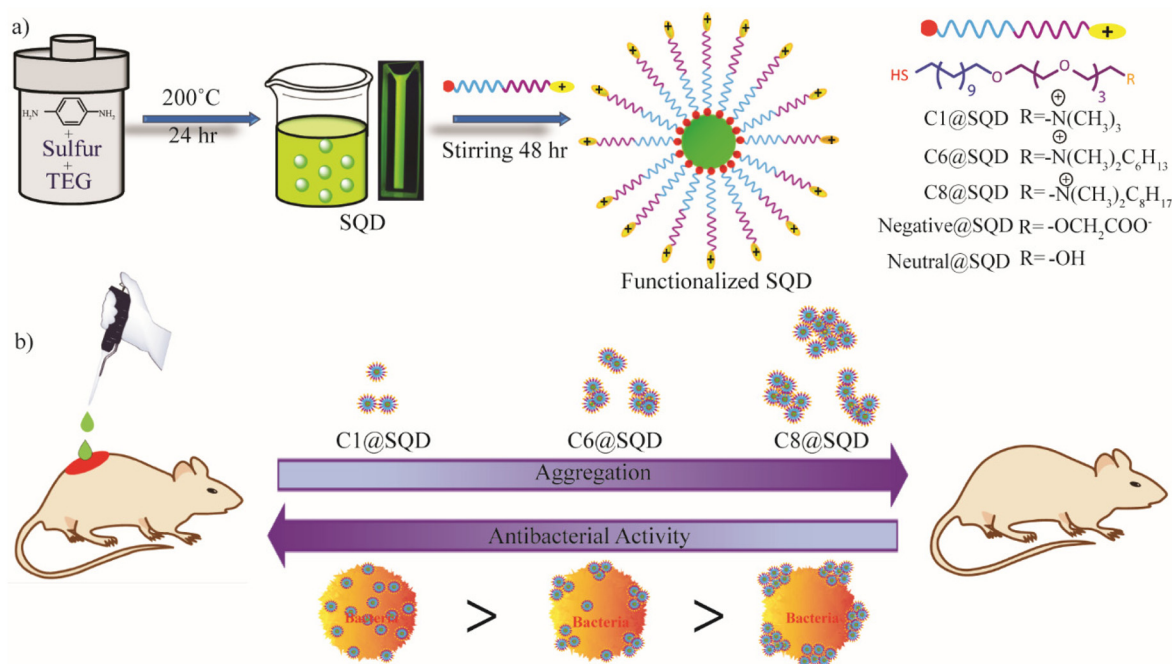 a)
H₂N
NH₂
+
Sulfur
+
TEG
200°C
24 hr
SQD
Stirring 48 hr
+ + + + + + + + + + + + + + + +
Functionalized SQD
+
HS
9
O
O
3
R
C1@SQD R=-N⊕(CH₃)₃
C6@SQD R=-N⊕(CH₃)₂C₆H₁₃
C8@SQD R=-N⊕(CH₃)₂C₈H₁₇
Negative@SQD R=-OCH₂COO⁻
Neutral@SQD R=-OH
b)
C1@SQD C6@SQD C8@SQD
Aggregation
Antibacterial Activity
Bacteria > Bacteria > Bacteria